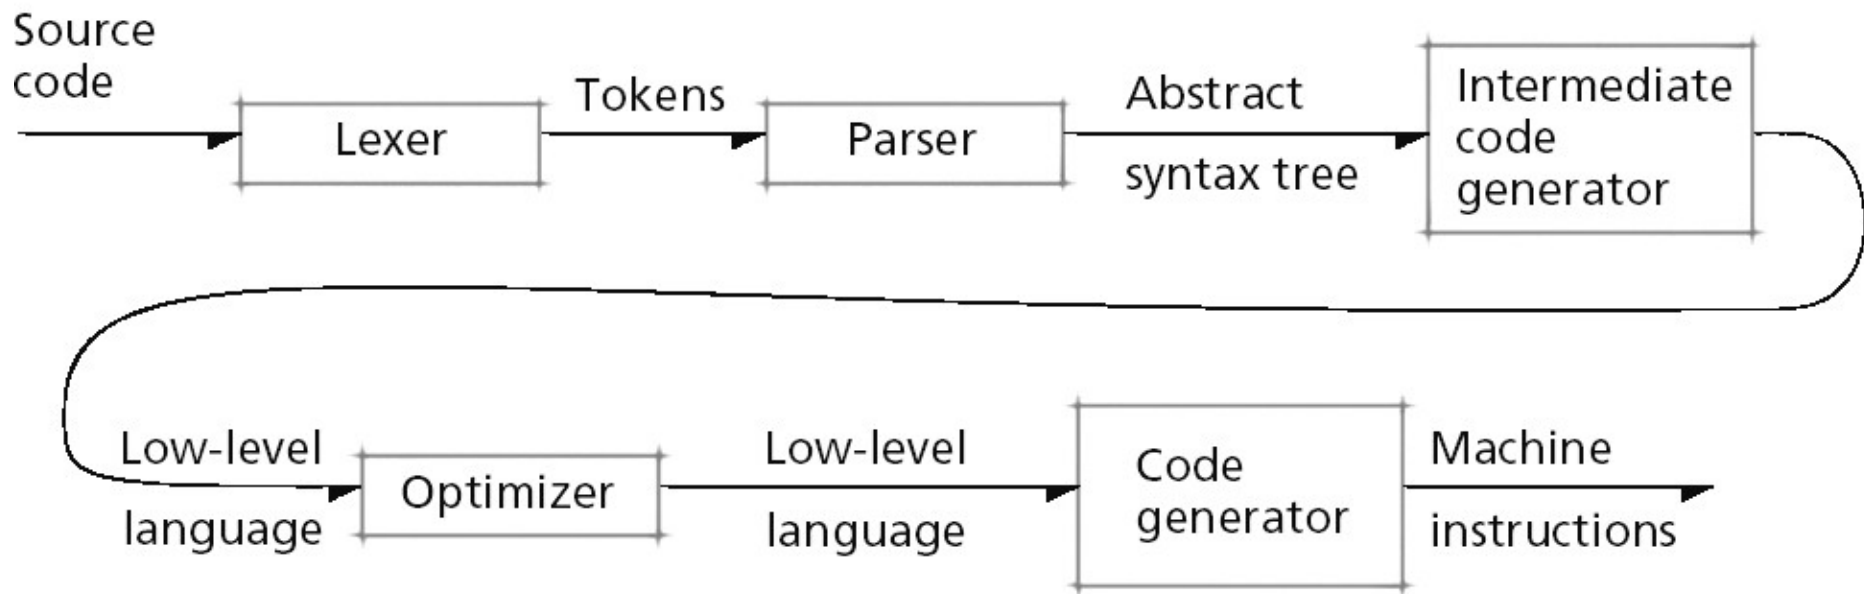 Source
code
Lexer
Tokens
Parser
Abstract
syntax tree
Intermediate
code
generator
Low-level
language
Optimizer
Low-level
language
Code
generator
Machine
instructions